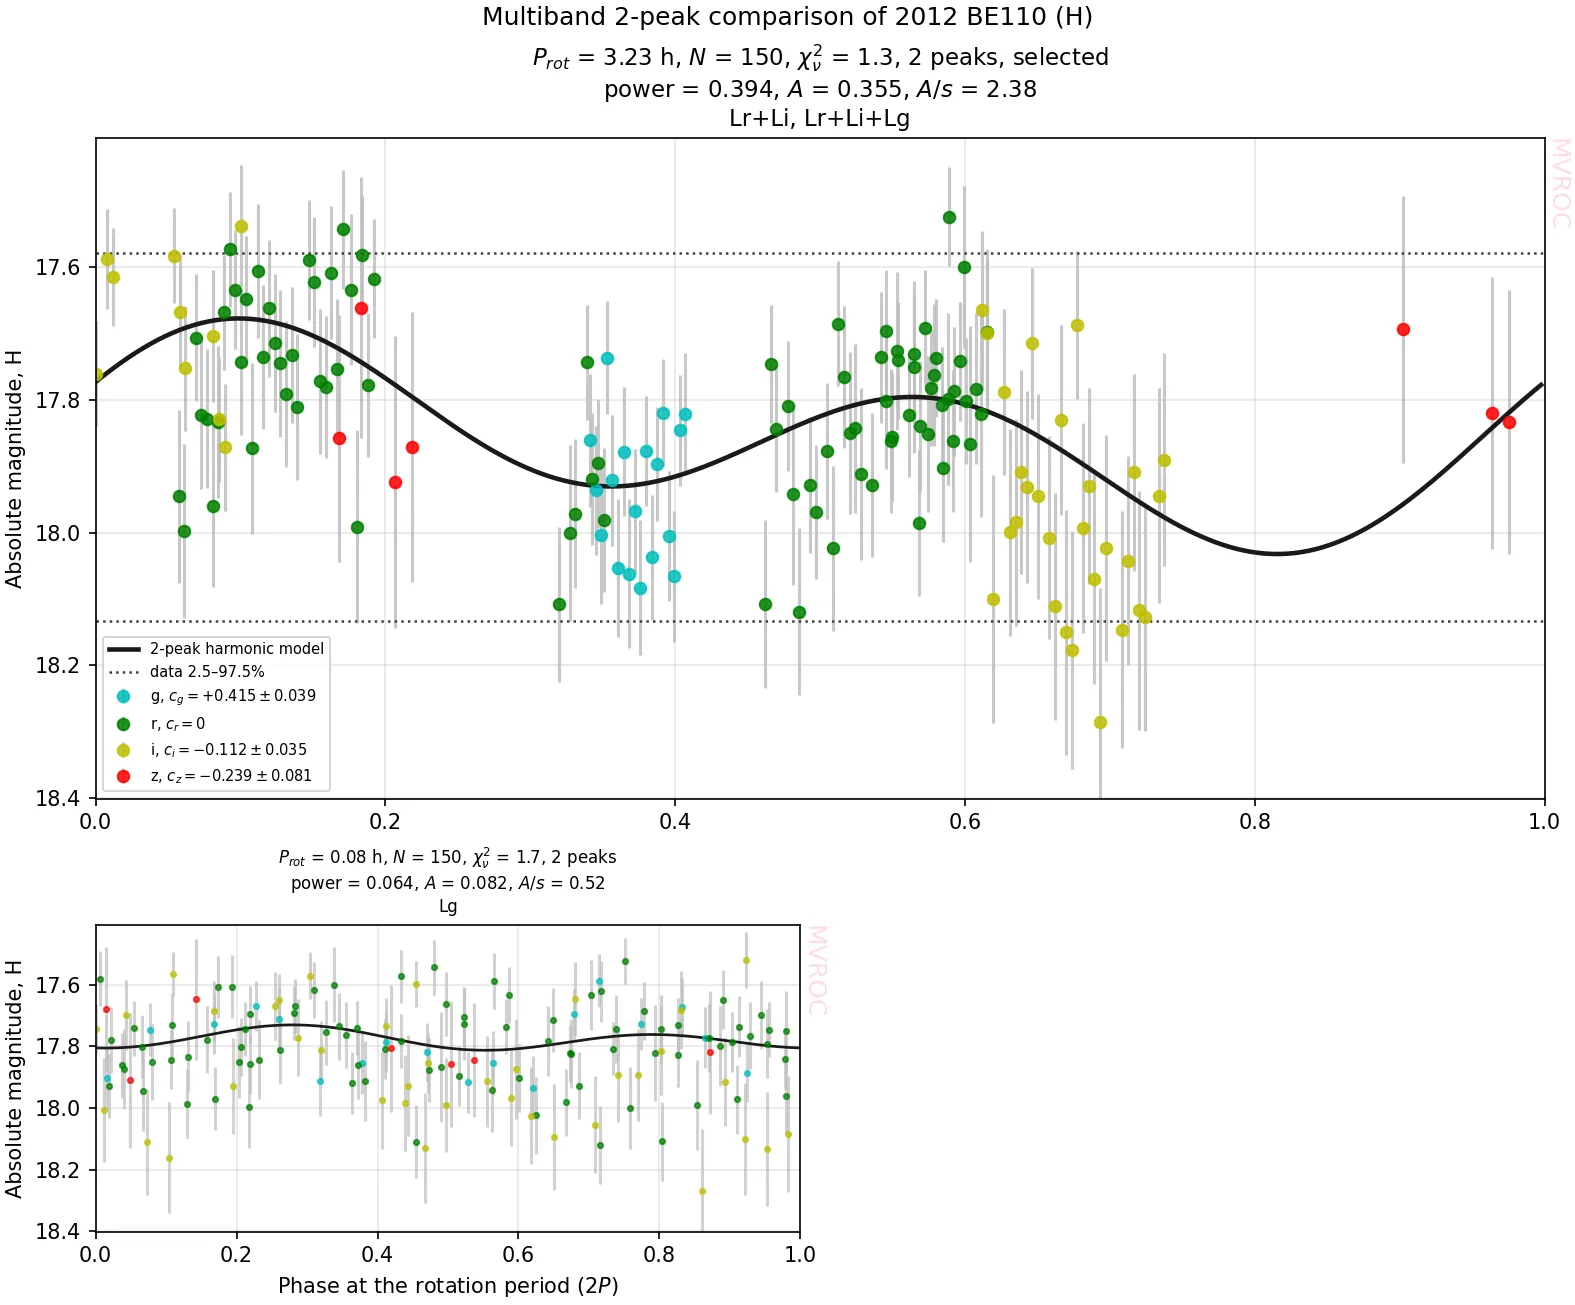 Multiband 2-peak comparison of 2012 BE110 (H)
P_rot = 3.23 h, N = 150, χ²_ν = 1.3, 2 peaks, selected
power = 0.394, A = 0.355, A/s = 2.38
Lr+Li, Lr+Li+Lg
MVROC
Absolute magnitude, H
17.6
17.8
18.0
18.2
18.4
2-peak harmonic model
data 2.5–97.5%
g, c_g = +0.415 ± 0.039
r, c_r = 0
i, c_i = −0.112 ± 0.035
z, c_z = −0.239 ± 0.081
0.0 0.2 0.4 0.6 0.8 1.0
P_rot = 0.08 h, N = 150, χ²_ν = 1.7, 2 peaks
power = 0.064, A = 0.082, A/s = 0.52
Lg
MVROC
Absolute magnitude, H
17.6
17.8
18.0
18.2
18.4
0.0 0.2 0.4 0.6 0.8 1.0
Phase at the rotation period (2P)